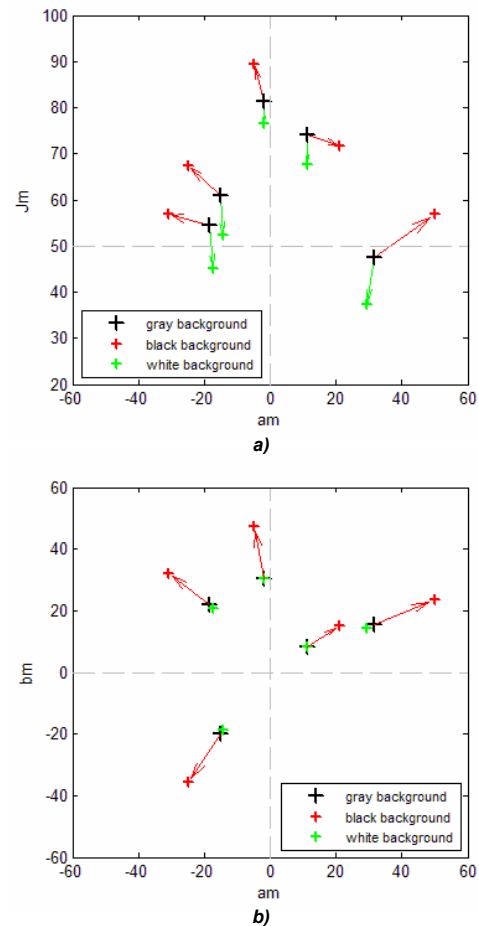 100
90
80
70
60
50
40
30
20
Jm
gray background
black background
white background
-60 -40 -20 0 20 40 60
am
a)
60
40
20
0
-20
-40
-60
bm
gray background
black background
white background
-60 -40 -20 0 20 40 60
am
b)